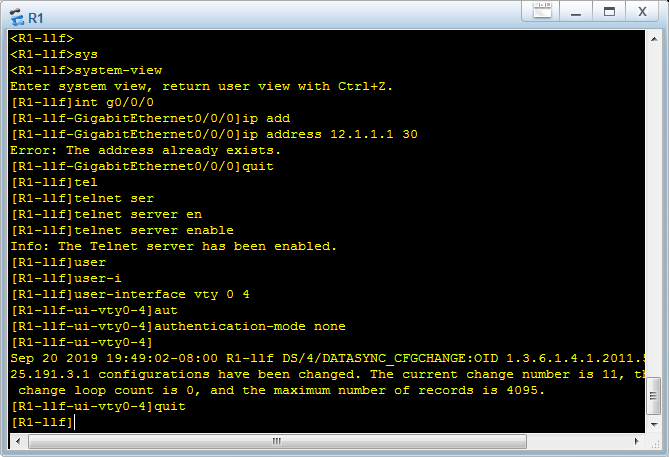 R1
<R1-llf>
<R1-llf>sys
<R1-llf>system-view
Enter system view, return user view with Ctrl+Z.
[R1-llf]int g0/0/0
[R1-llf-GigabitEthernet0/0/0]ip add
[R1-llf-GigabitEthernet0/0/0]ip address 12.1.1.1 30
Error: The address already exists.
[R1-llf-GigabitEthernet0/0/0]quit
[R1-llf]tel
[R1-llf]telnet ser
[R1-llf]telnet server en
[R1-llf]telnet server enable
Info: The Telnet server has been enabled.
[R1-llf]user
[R1-llf]user-i
[R1-llf]user-interface vty 0 4
[R1-llf-ui-vty0-4]aut
[R1-llf-ui-vty0-4]authentication-mode none
[R1-llf-ui-vty0-4]
Sep 20 2019 19:49:02-08:00 R1-llf DS/4/DATASYNC_CFGCHANGE:OID 1.3.6.1.4.1.2011.5
25.191.3.1 configurations have been changed. The current change number is 11, th
change loop count is 0, and the maximum number of records is 4095.
[R1-llf-ui-vty0-4]quit
[R1-llf]